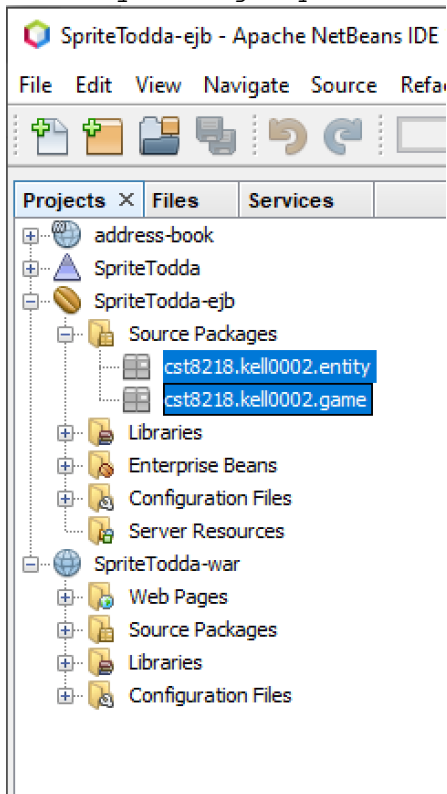 SpriteTodda-ejb - Apache NetBeans IDE
File Edit View Navigate Source Refac
Projects × Files Services
address-book
SpriteTodda
SpriteTodda-ejb
Source Packages
cst8218.kell0002.entity
cst8218.kell0002.game
Libraries
Enterprise Beans
Configuration Files
Server Resources
SpriteTodda-war
Web Pages
Source Packages
Libraries
Configuration Files